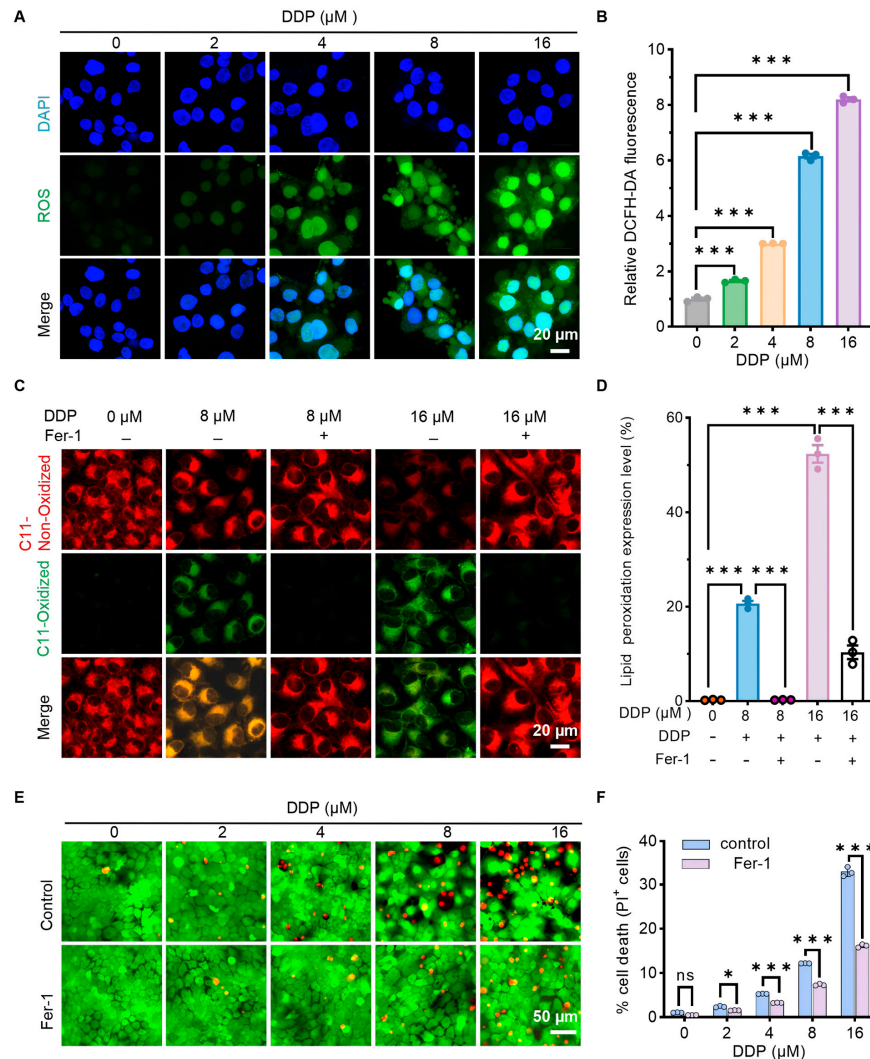 A
DDP (μM )
0 2 4 8 16
DAPI
ROS
Merge
20 μm
B
Relative DCFH-DA fluorescence
10
8
6
4
2
0
***
***
***
***
0 2 4 8 16
DDP (μM)
C
DDP 0 μM 8 μM 8 μM 16 μM 16 μM
Fer-1 – – + – +
C11-
Non-Oxidized
C11-Oxidized
Merge
20 μm
D
Lipid peroxidation expression level (%)
60
40
20
0
*** ***
*** ***
DDP (μM) 0 8 8 16 16
DDP - + + + +
Fer-1 - - + - +
E
DDP (μM)
0 2 4 8 16
Control
Fer-1
50 μm
F
% cell death (PI+ cells)
40
30
20
10
0
control
Fer-1
ns
*
***
***
***
0 2 4 8 16
DDP (μM)